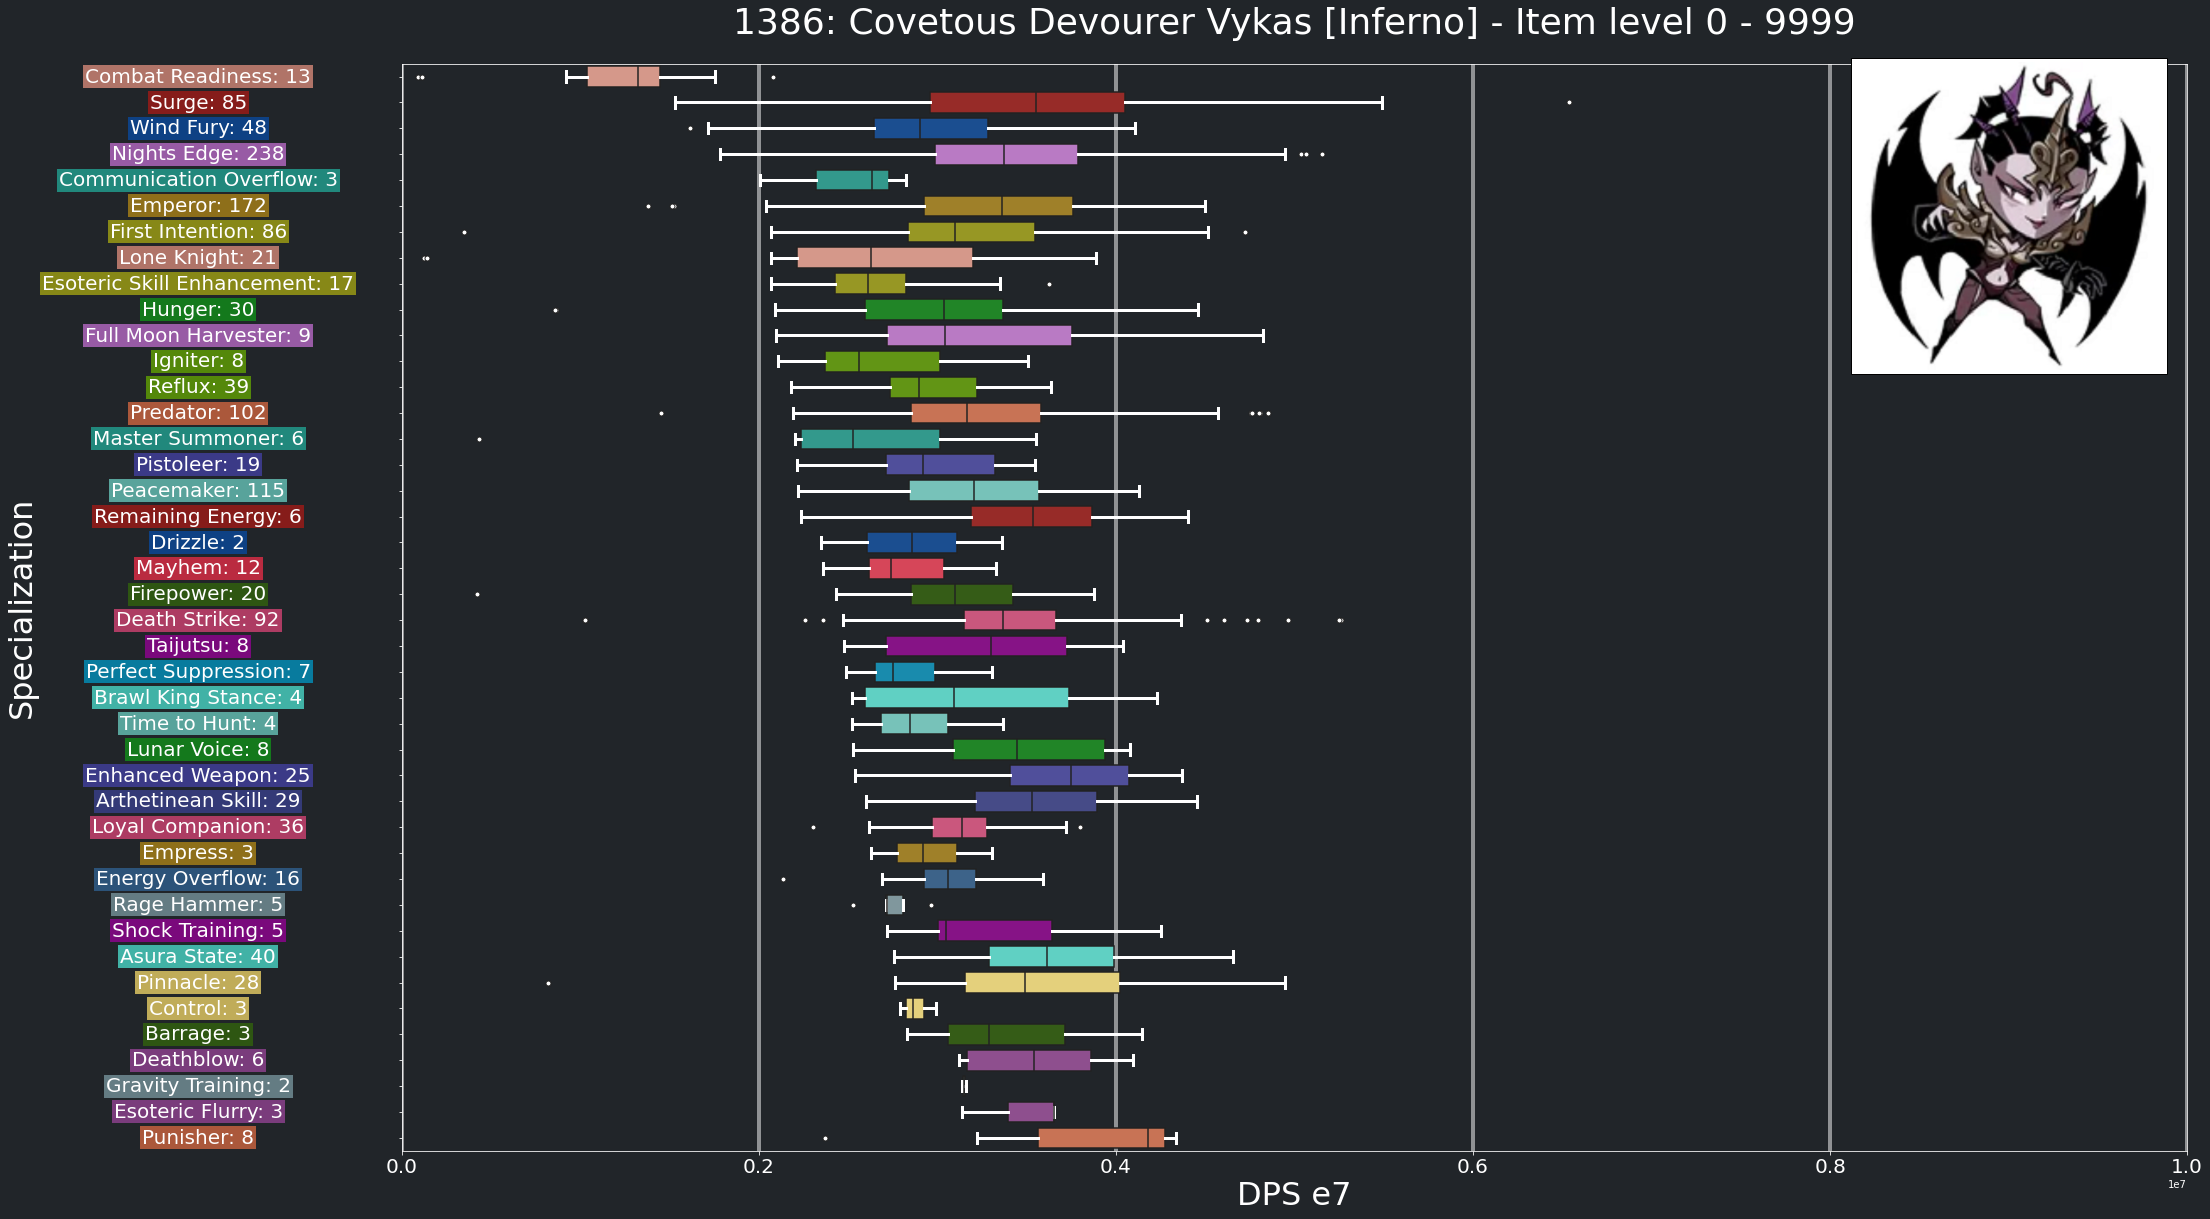 1386: Covetous Devourer Vykas [Inferno] - Item level 0 - 9999
Specialization
Combat Readiness: 13
Surge: 85
Wind Fury: 48
Nights Edge: 238
Communication Overflow: 3
Emperor: 172
First Intention: 86
Lone Knight: 21
Esoteric Skill Enhancement: 17
Hunger: 30
Full Moon Harvester: 9
Igniter: 8
Reflux: 39
Predator: 102
Master Summoner: 6
Pistoleer: 19
Peacemaker: 115
Remaining Energy: 6
Drizzle: 2
Mayhem: 12
Firepower: 20
Death Strike: 92
Taijutsu: 8
Perfect Suppression: 7
Brawl King Stance: 4
Time to Hunt: 4
Lunar Voice: 8
Enhanced Weapon: 25
Arthetinean Skill: 29
Loyal Companion: 36
Empress: 3
Energy Overflow: 16
Rage Hammer: 5
Shock Training: 5
Asura State: 40
Pinnacle: 28
Control: 3
Barrage: 3
Deathblow: 6
Gravity Training: 2
Esoteric Flurry: 3
Punisher: 8
0.0 0.2 0.4 0.6 0.8 1.0
1e7
DPS e7